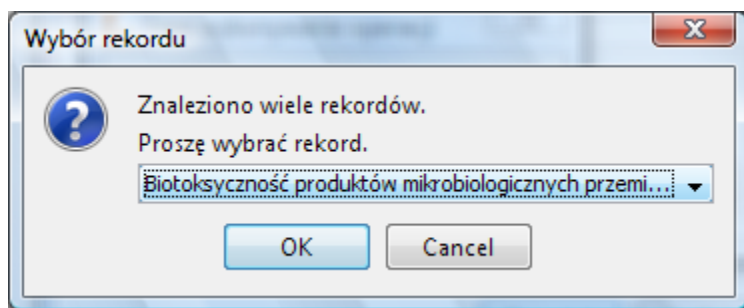 Wybór rekordu
Znaleziono wiele rekordów.
Proszę wybrać rekord.
Biotoksyczność produktów mikrobiologicznych przemi...
OK
Cancel